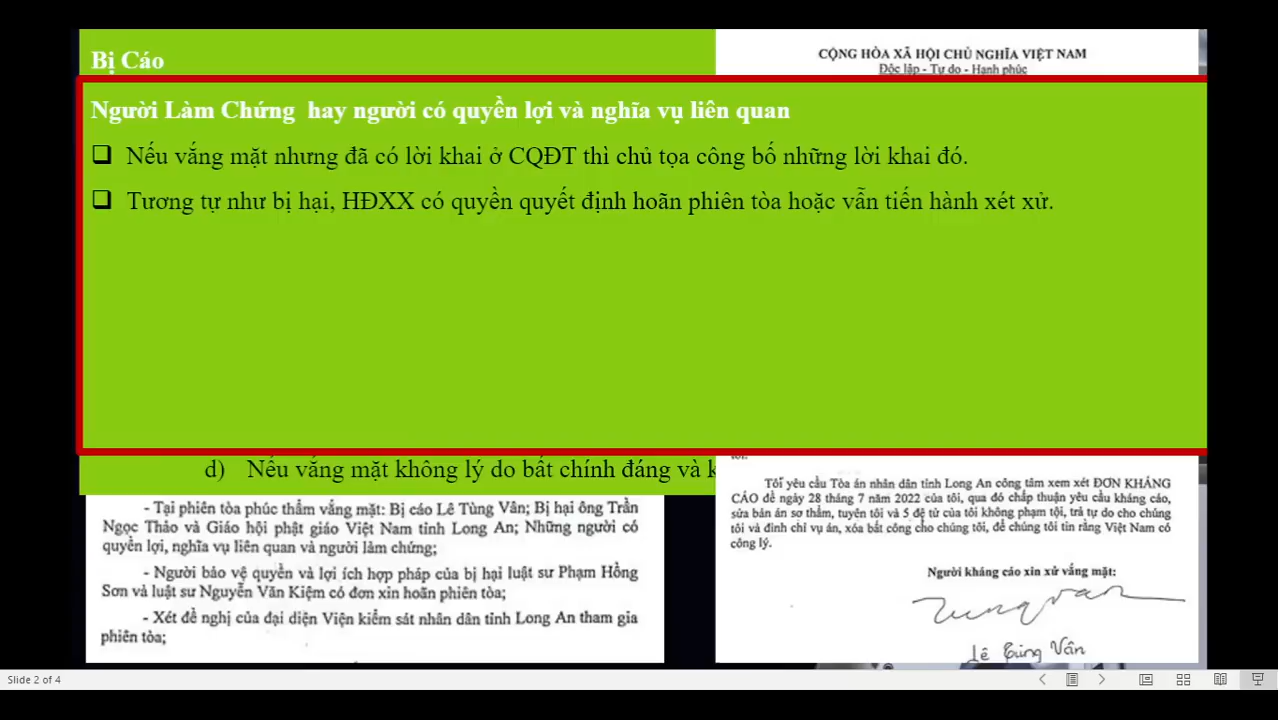 Bị Cáo
CỘNG HÒA XÃ HỘI CHỦ NGHĨA VIỆT NAM
Độc lập - Tự do - Hạnh phúc
Người Làm Chứng hay người có quyền lợi và nghĩa vụ liên quan
❑ Nếu vắng mặt nhưng đã có lời khai ở CQĐT thì chủ tọa công bố những lời khai đó.
❑ Tương tự như bị hại, HĐXX có quyền quyết định hoãn phiên tòa hoặc vẫn tiến hành xét xử.
d) Nếu vắng mặt không lý do bất chính đáng và
- Tại phiên tòa phúc thẩm vắng mặt: Bị cáo Lê Tùng Vân; Bị hại ông Trần
Ngọc Thảo và Giáo hội phật giáo Việt Nam tỉnh Long An; Những người có
quyền lợi, nghĩa vụ liên quan và người làm chứng;
- Người bảo vệ quyền và lợi ích hợp pháp của bị hại luật sư Phạm Hồng
Sơn và luật sư Nguyễn Văn Kiệm có đơn xin hoãn phiên tòa;
- Xét đề nghị của đại diện Viện kiểm sát nhân dân tỉnh Long An tham gia
phiên tòa;
tôi.
Tôi yêu cầu Tòa án nhân dân tỉnh Long An công tâm xem xét ĐƠN KHÁNG
CÁO đề ngày 28 tháng 7 năm 2022 của tôi, qua đó chấp thuận yêu cầu kháng cáo,
sửa bản án sơ thẩm, tuyên tôi và 5 đệ tử của tôi không phạm tội, trả tự do cho chúng
tôi và đình chỉ vụ án, xóa bất công cho chúng tôi, để chúng tôi tin rằng Việt Nam có
công lý.
Người kháng cáo xin xử vắng mặt:
Lê Tùng Vân
Slide 2 of 4